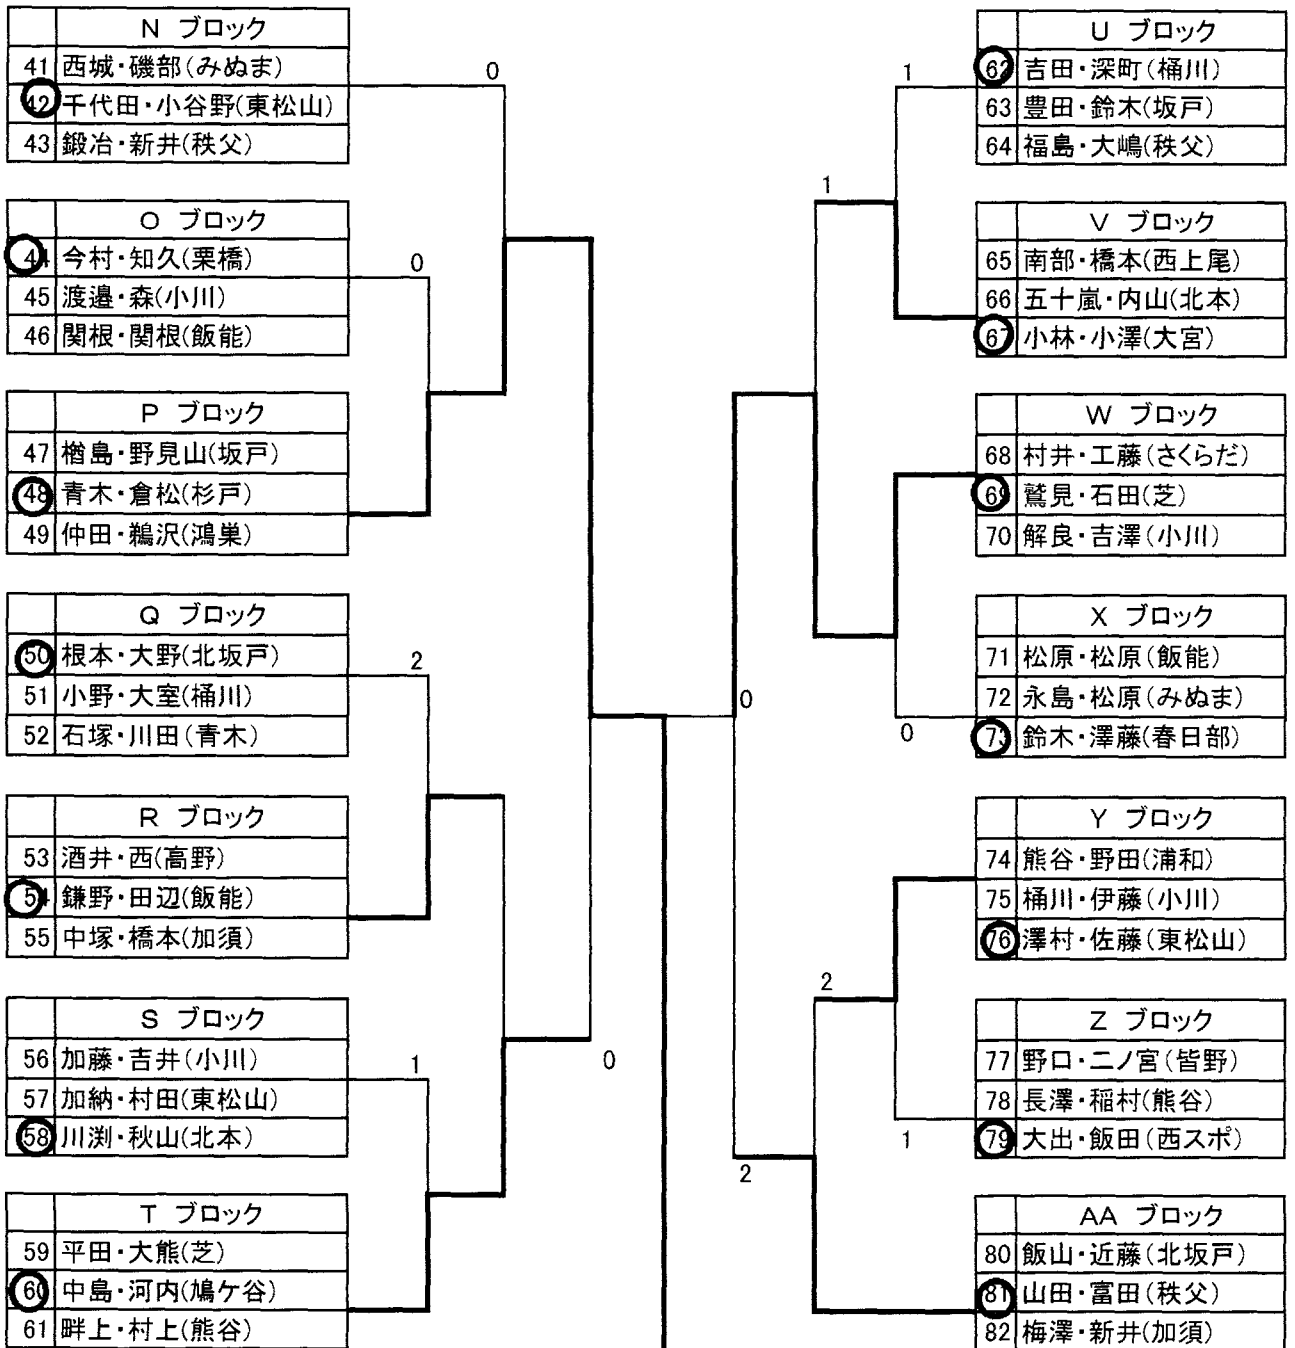 N ブロック
41 西城・磯部(みぬま)
42 千代田・小谷野(東松山)
43 鍛冶・新井(秩父)
0
O ブロック
44 今村・知久(栗橋)
45 渡邉・森(小川)
46 関根・関根(飯能)
0
P ブロック
47 楢島・野見山(坂戸)
48 青木・倉松(杉戸)
49 仲田・鵜沢(鴻巣)
Q ブロック
50 根本・大野(北坂戸)
51 小野・大室(桶川)
52 石塚・川田(青木)
2
R ブロック
53 酒井・西(高野)
54 鎌野・田辺(飯能)
55 中塚・橋本(加須)
S ブロック
56 加藤・吉井(小川)
57 加納・村田(東松山)
58 川渕・秋山(北本)
1
0
T ブロック
59 平田・大熊(芝)
60 中島・河内(鳩ケ谷)
61 畔上・村上(熊谷)
U ブロック
62 吉田・深町(桶川)
63 豊田・鈴木(坂戸)
64 福島・大嶋(秩父)
1
1
V ブロック
65 南部・橋本(西上尾)
66 五十嵐・内山(北本)
67 小林・小澤(大宮)
W ブロック
68 村井・工藤(さくらだ)
69 鷲見・石田(芝)
70 解良・吉澤(小川)
X ブロック
71 松原・松原(飯能)
72 永島・松原(みぬま)
73 鈴木・澤藤(春日部)
0
0
Y ブロック
74 熊谷・野田(浦和)
75 桶川・伊藤(小川)
76 澤村・佐藤(東松山)
2
Z ブロック
77 野口・二ノ宮(皆野)
78 長澤・稲村(熊谷)
79 大出・飯田(西スポ)
1
2
AA ブロック
80 飯山・近藤(北坂戸)
81 山田・富田(秩父)
82 梅澤・新井(加須)